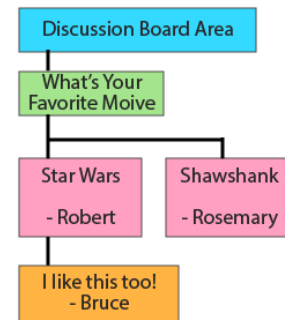 Discussion Board Area
What's Your
Favorite Moive
Star Wars
- Robert
Shawshank
- Rosemary
I like this too!
- Bruce